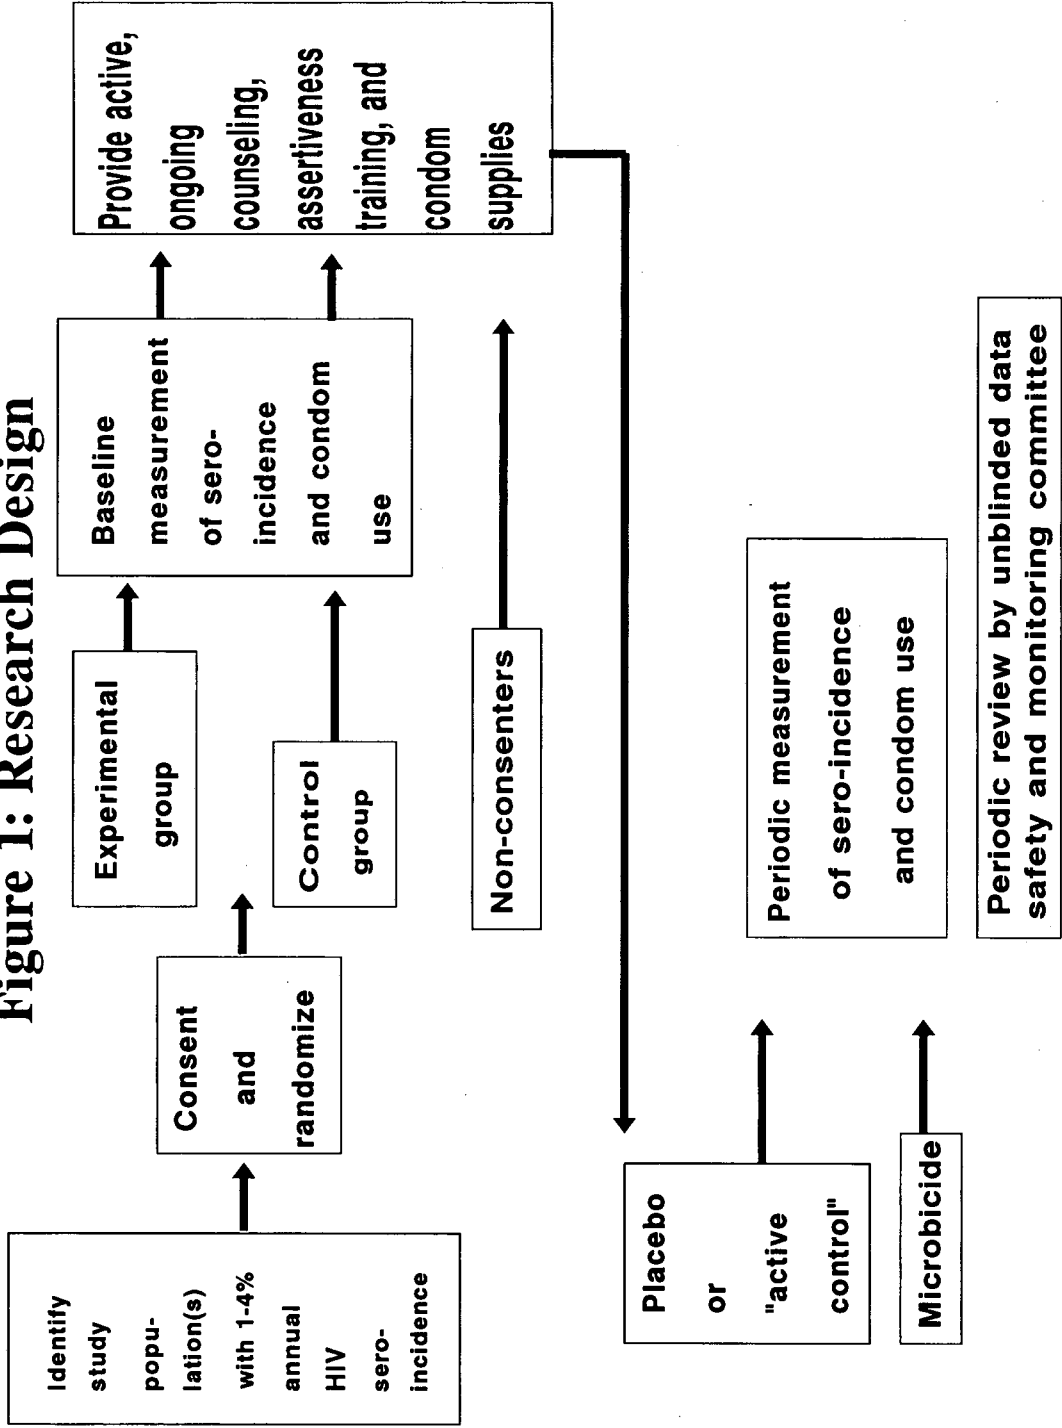 Figure 1: Research Design
Identify
study
popu-
lation(s)
with 1-4%
annual
HIV
sero-
incidence
Consent
and
randomize
Experimental
group
Control
group
Non-consenters
Baseline
measurement
of sero-
incidence
and condom
use
Provide active,
ongoing
counseling,
assertiveness
training, and
condom
supplies
Placebo
or
"active
control"
Microbicide
Periodic measurement
of sero-incidence
and condom use
Periodic review by unblinded data
safety and monitoring committee